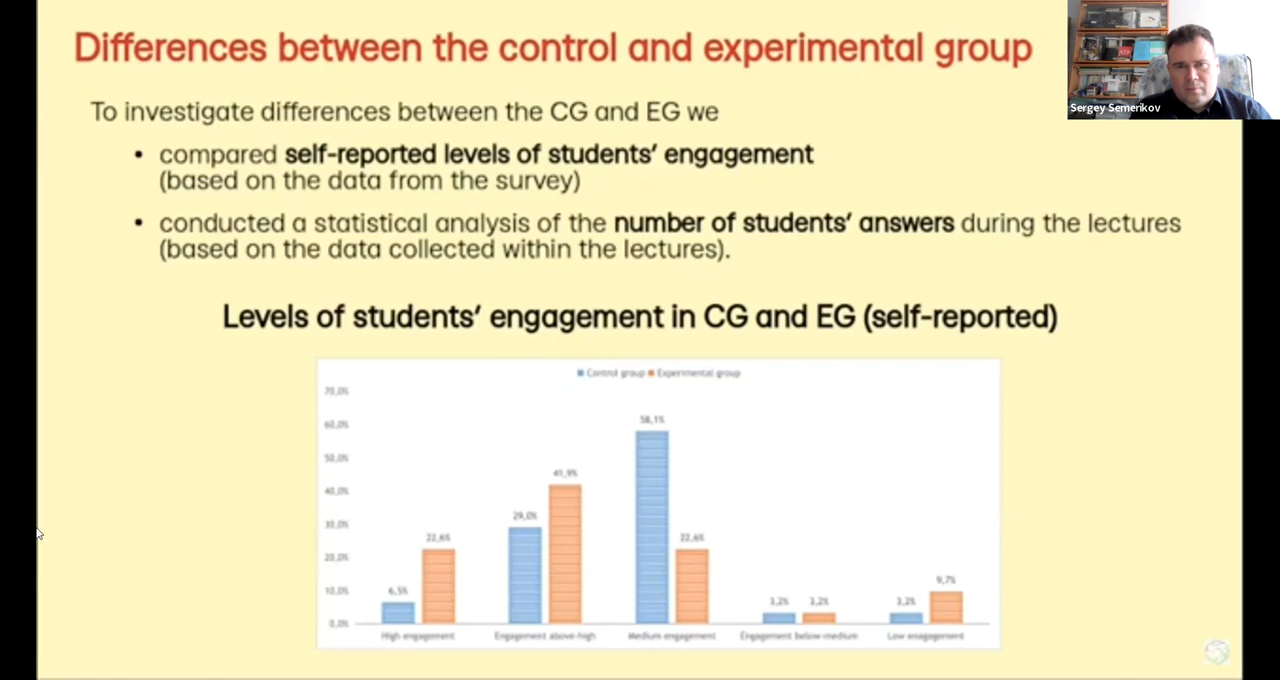 Differences between the control and experimental group
Sergey Semerikov
To investigate differences between the CG and EG we
• compared self-reported levels of students’ engagement
(based on the data from the survey)
• conducted a statistical analysis of the number of students’ answers during the lectures
(based on the data collected within the lectures).
Levels of students’ engagement in CG and EG (self-reported)
Control group Experimental group
70,0%
60,0%
50,0%
40,0%
30,0%
20,0%
10,0%
0,0%
6,5% 22,6% 29,0% 41,9% 58,1% 22,6% 3,2% 3,2% 3,2% 9,7%
High engagement Engagement above-high Medium engagement Engagement below-medium Low enagagement